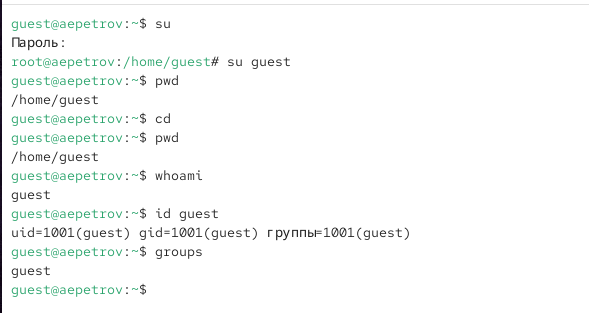 guest@aepetrov:~$ su
Пароль:
root@aepetrov:/home/guest# su guest
guest@aepetrov:~$ pwd
/home/guest
guest@aepetrov:~$ cd
guest@aepetrov:~$ pwd
/home/guest
guest@aepetrov:~$ whoami
guest
guest@aepetrov:~$ id guest
uid=1001(guest) gid=1001(guest) группы=1001(guest)
guest@aepetrov:~$ groups
guest
guest@aepetrov:~$